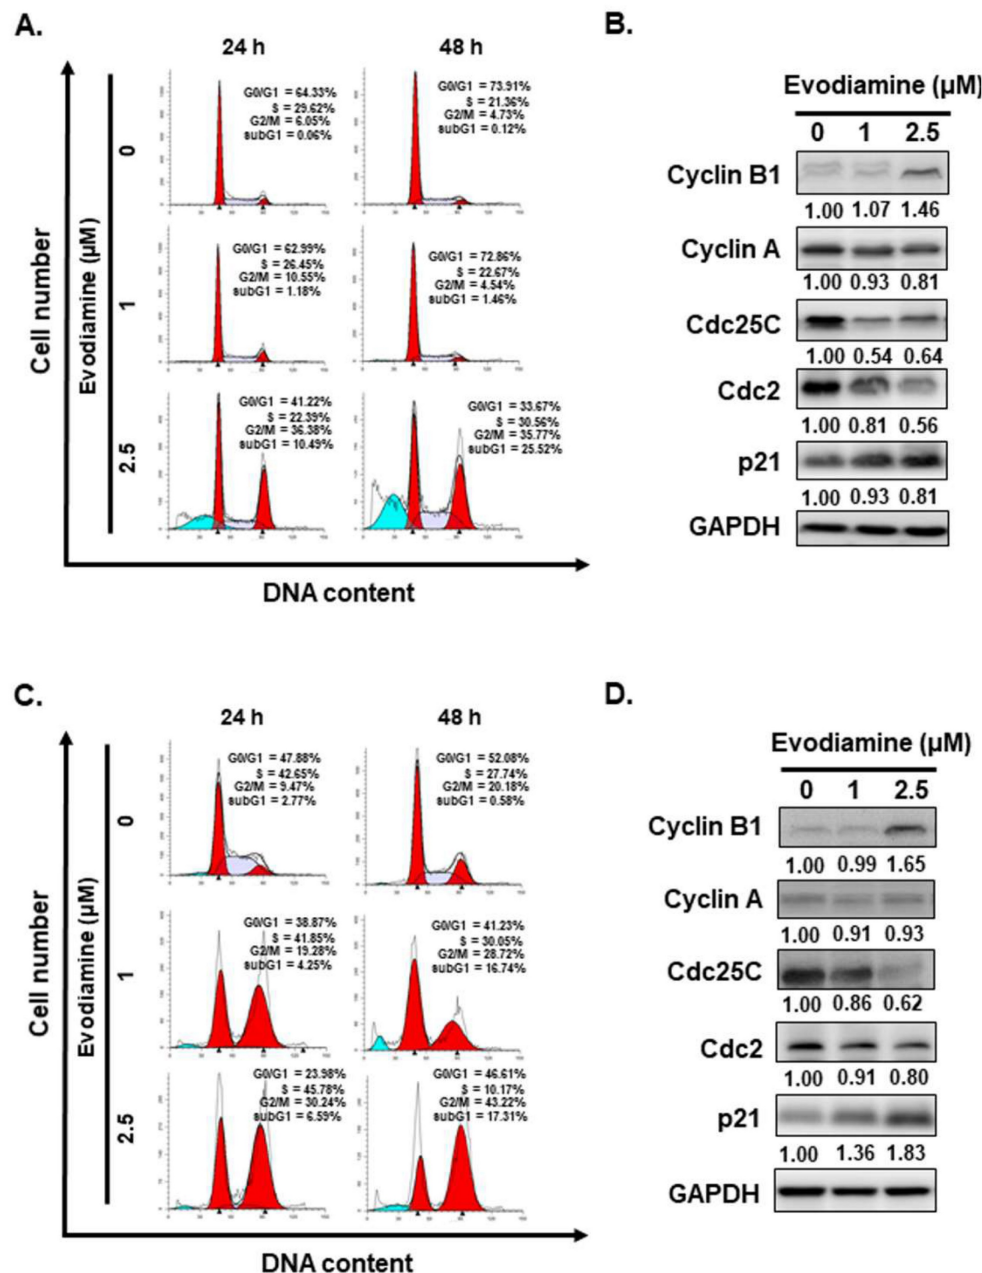 A.
24 h
48 h
Cell number
Evodiamine (μM)
0
G0/G1 = 64.33%
S = 29.62%
G2/M = 6.05%
subG1 = 0.06%
G0/G1 = 73.91%
S = 21.36%
G2/M = 4.73%
subG1 = 0.12%
1
G0/G1 = 62.99%
S = 26.45%
G2/M = 10.55%
subG1 = 1.18%
G0/G1 = 72.86%
S = 22.67%
G2/M = 4.54%
subG1 = 1.46%
2.5
G0/G1 = 41.22%
S = 22.39%
G2/M = 36.38%
subG1 = 10.49%
G0/G1 = 33.67%
S = 30.56%
G2/M = 35.77%
subG1 = 25.52%
DNA content
B.
Evodiamine (μM)
0 1 2.5
Cyclin B1
1.00 1.07 1.46
Cyclin A
1.00 0.93 0.81
Cdc25C
1.00 0.54 0.64
Cdc2
1.00 0.81 0.56
p21
1.00 0.93 0.81
GAPDH
C.
24 h
48 h
Cell number
Evodiamine (μM)
0
G0/G1 = 47.88%
S = 42.65%
G2/M = 9.47%
subG1 = 2.77%
G0/G1 = 52.08%
S = 27.74%
G2/M = 20.18%
subG1 = 0.58%
1
G0/G1 = 38.87%
S = 41.85%
G2/M = 19.28%
subG1 = 4.25%
G0/G1 = 41.23%
S = 30.05%
G2/M = 28.72%
subG1 = 16.74%
2.5
G0/G1 = 23.98%
S = 45.78%
G2/M = 30.24%
subG1 = 6.59%
G0/G1 = 46.61%
S = 10.17%
G2/M = 43.22%
subG1 = 17.31%
DNA content
D.
Evodiamine (μM)
0 1 2.5
Cyclin B1
1.00 0.99 1.65
Cyclin A
1.00 0.91 0.93
Cdc25C
1.00 0.86 0.62
Cdc2
1.00 0.91 0.80
p21
1.00 1.36 1.83
GAPDH